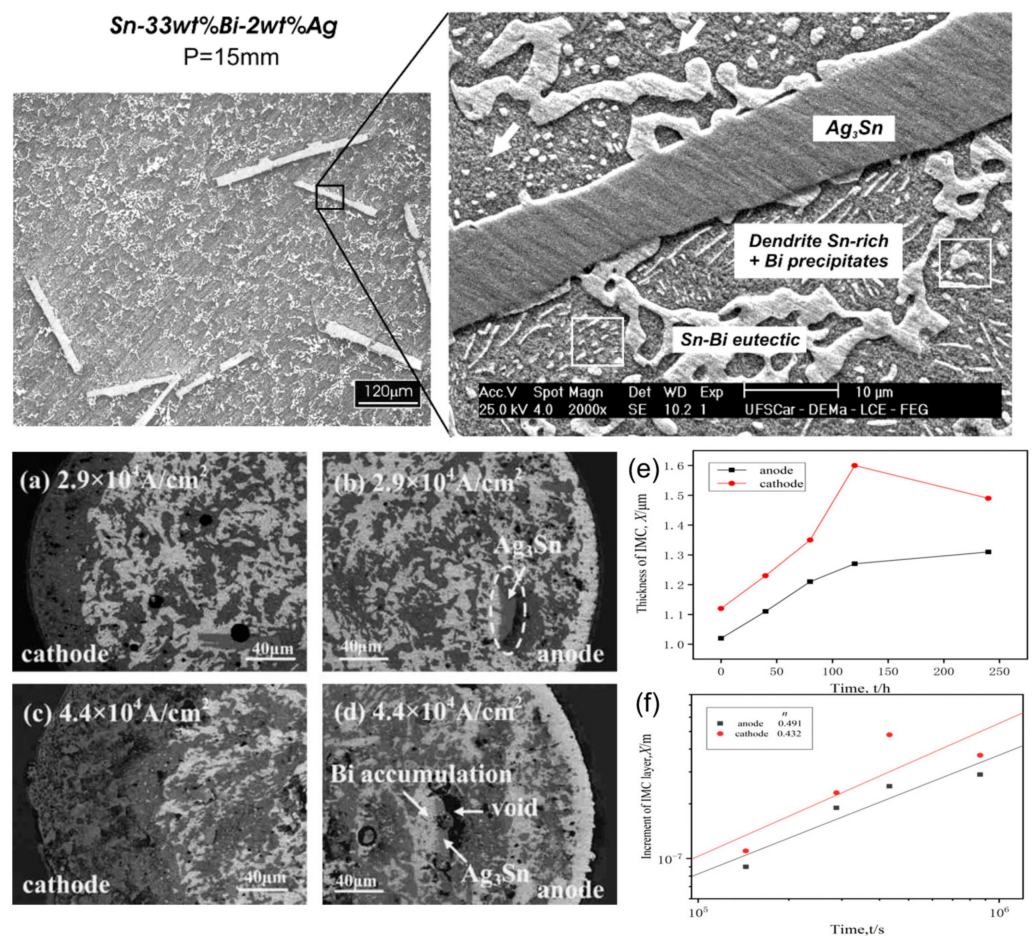 Sn-33wt%Bi-2wt%Ag
P=15mm
120μm
Ag₃Sn
Dendrite Sn-rich
+ Bi precipitates
Sn-Bi eutectic
Acc.V Spot Magn Det WD Exp 10 μm
25.0 kV 4.0 2000x SE 10.2 1 UFSCar - DEMa - LCE - FEG
(a) 2.9×10⁴A/cm²
cathode
40μm
(b) 2.9×10⁴A/cm²
Ag₃Sn
40μm
anode
(c) 4.4×10⁴A/cm²
cathode
40μm
(d) 4.4×10⁴A/cm²
Bi accumulation
void
Ag₃Sn
40μm
anode
(e)
anode
cathode
Thickness of IMC, X/μm
1.6
1.5
1.3
1.2
1.1
1.0
0 50 100 150 200 250
Time, t/h
(f)
n
anode 0.491
cathode 0.432
Increment of IMC layer,X/m
10⁻⁷
10⁵ 10⁶
Time,t/s